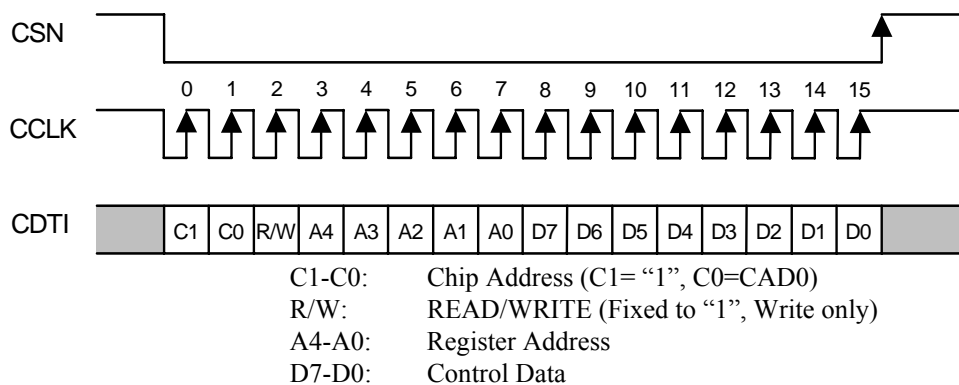 CSN
0 1 2 3 4 5 6 7 8 9 10 11 12 13 14 15
CCLK
CDTI C1 C0 R/W A4 A3 A2 A1 A0 D7 D6 D5 D4 D3 D2 D1 D0
C1-C0: Chip Address (C1= “1”, C0=CAD0)
R/W: READ/WRITE (Fixed to “1”, Write only)
A4-A0: Register Address
D7-D0: Control Data